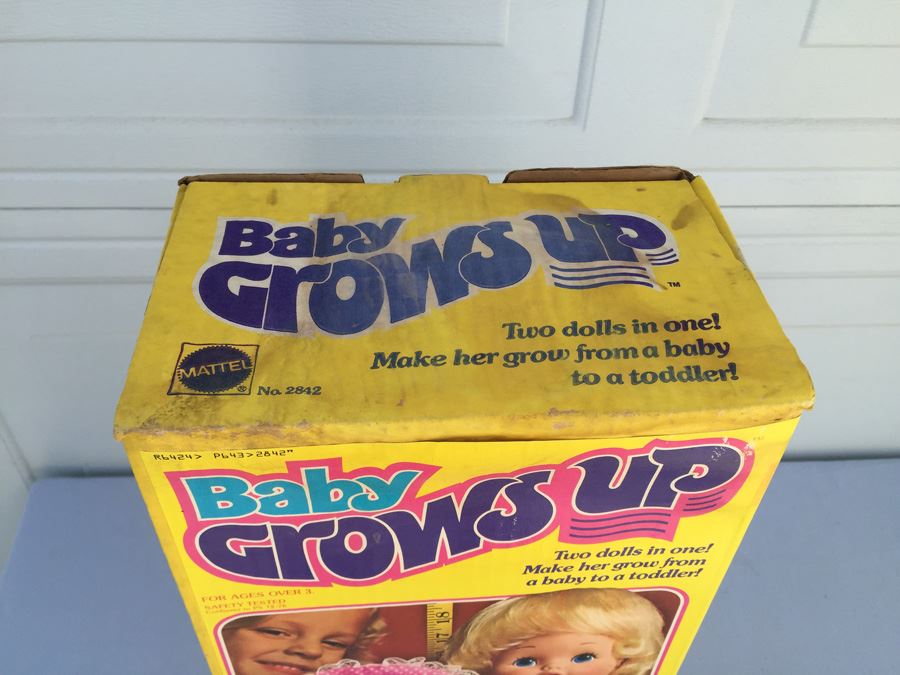 Baby
Grows Up
TM
Two dolls in one!
Make her grow from a baby
to a toddler!
MATTEL
®
No. 2842
R6424> P643>2842"
Baby
Grows Up
TM
Two dolls in one!
Make her grow from
a baby to a toddler!
FOR AGES OVER 3.
SAFETY TESTED
17
18